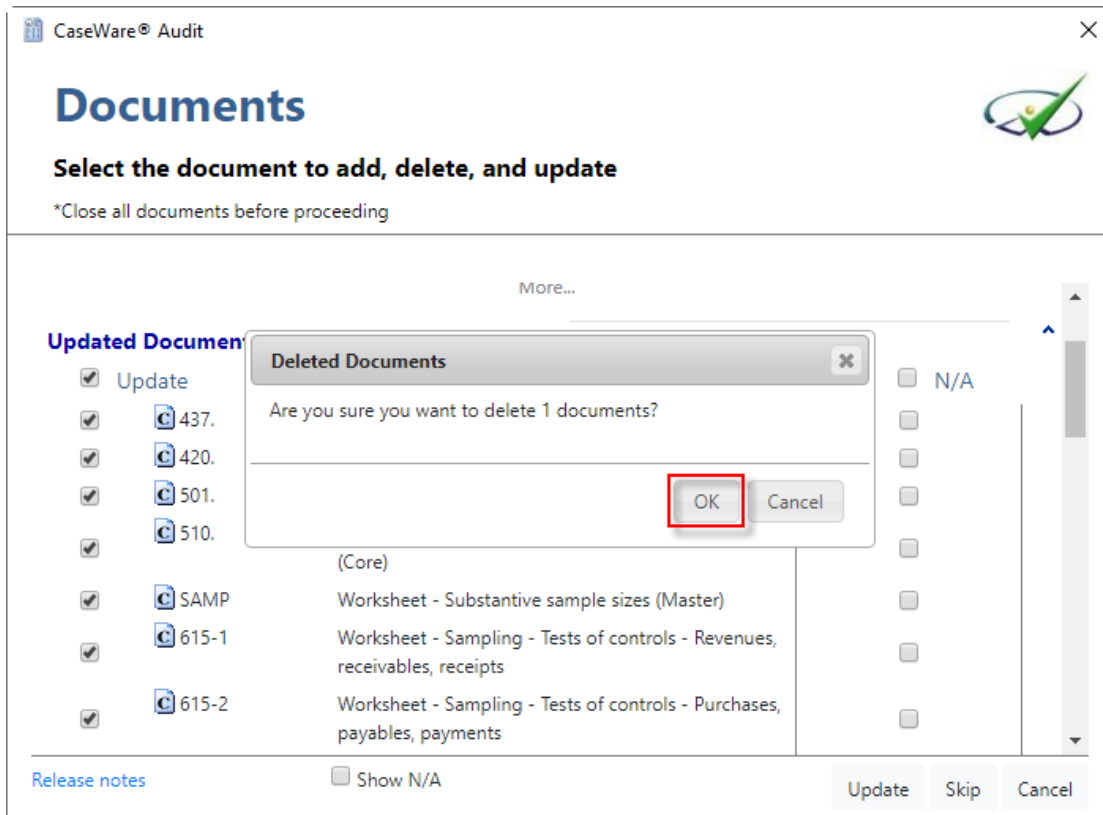 CaseWare® Audit
Documents
Select the document to add, delete, and update
*Close all documents before proceeding
More...
Updated Documen
Deleted Documents
Are you sure you want to delete 1 documents?
OK Cancel
Update N/A
C 437.
C 420.
C 501.
C 510.
(Core)
C SAMP Worksheet - Substantive sample sizes (Master)
C 615-1 Worksheet - Sampling - Tests of controls - Revenues,
receivables, receipts
C 615-2 Worksheet - Sampling - Tests of controls - Purchases,
payables, payments
Release notes Show N/A Update Skip Cancel